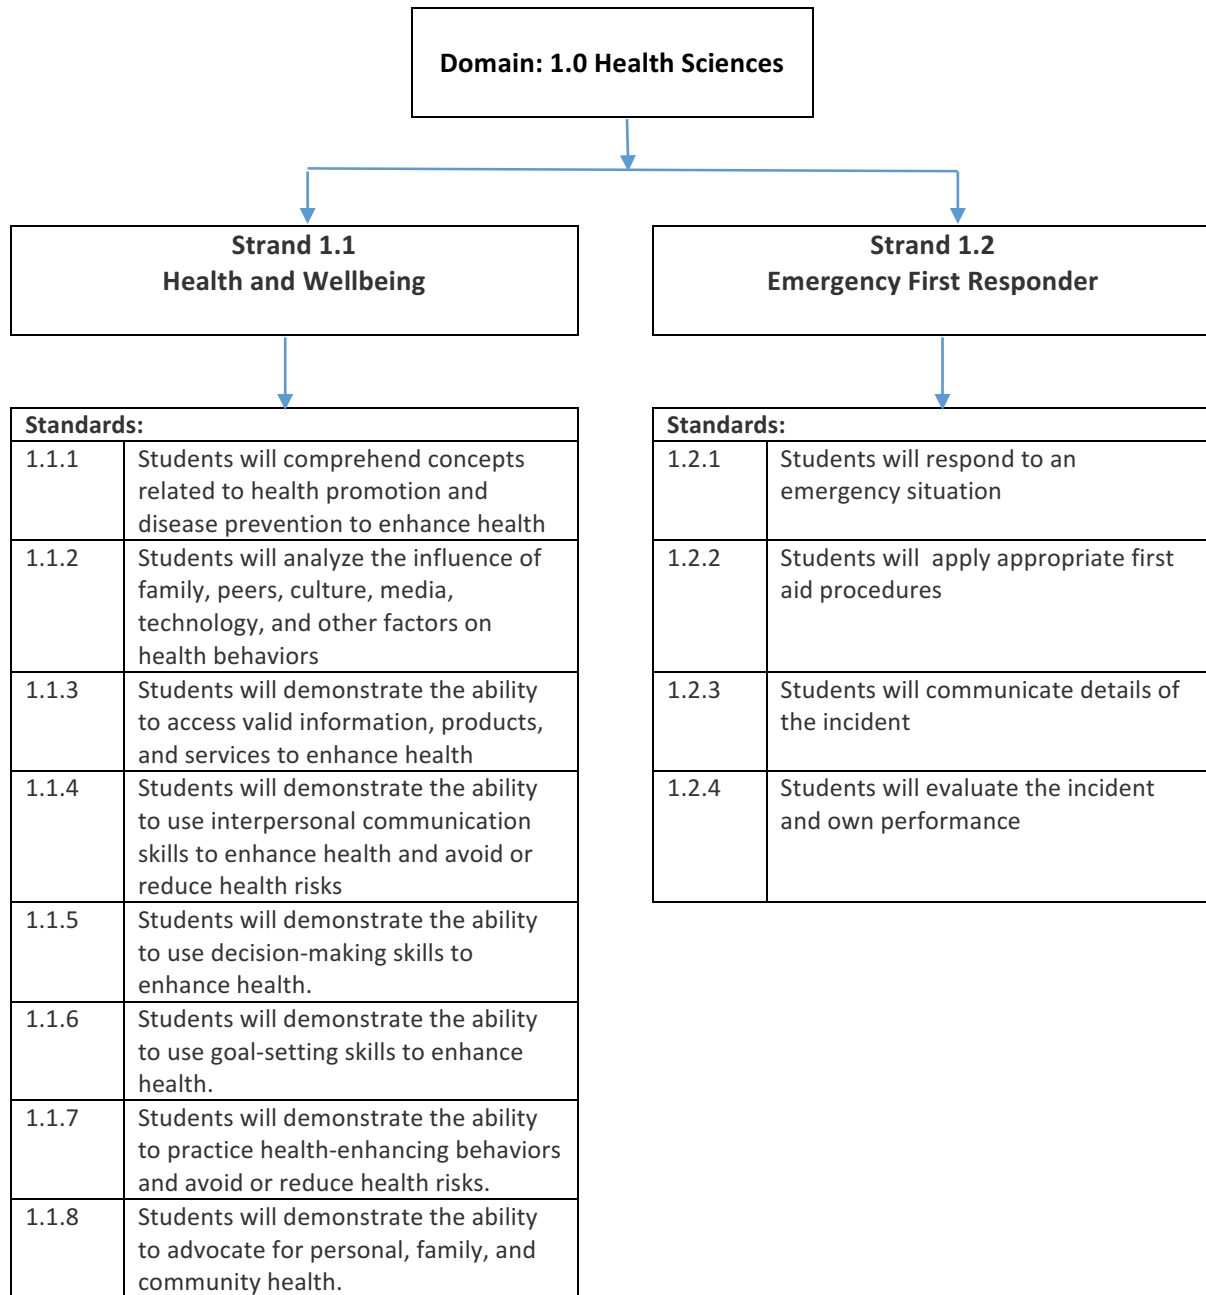 Domain: 1.0 Health Sciences
Strand 1.1
Health and Wellbeing
Strand 1.2
Emergency First Responder
Standards:
1.1.1 Students will comprehend concepts
related to health promotion and
disease prevention to enhance health
1.1.2 Students will analyze the influence of
family, peers, culture, media,
technology, and other factors on
health behaviors
1.1.3 Students will demonstrate the ability
to access valid information, products,
and services to enhance health
1.1.4 Students will demonstrate the ability
to use interpersonal communication
skills to enhance health and avoid or
reduce health risks
1.1.5 Students will demonstrate the ability
to use decision-making skills to
enhance health.
1.1.6 Students will demonstrate the ability
to use goal-setting skills to enhance
health.
1.1.7 Students will demonstrate the ability
to practice health-enhancing behaviors
and avoid or reduce health risks.
1.1.8 Students will demonstrate the ability
to advocate for personal, family, and
community health.
Standards:
1.2.1 Students will respond to an
emergency situation
1.2.2 Students will  apply appropriate first
aid procedures
1.2.3 Students will communicate details of
the incident
1.2.4 Students will evaluate the incident
and own performance